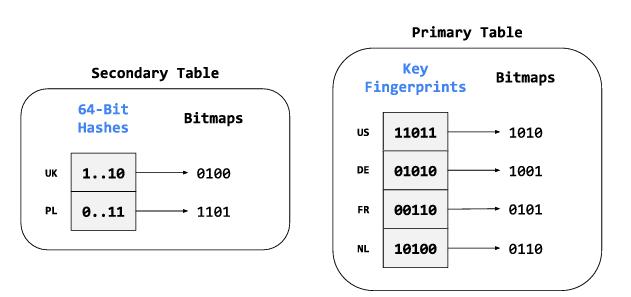 Secondary Table
64-Bit
Hashes
Bitmaps
UK 1..10 0100
PL 0..11 1101
Primary Table
Key
Fingerprints
Bitmaps
US 11011 1010
DE 01010 1001
FR 00110 0101
NL 10100 0110